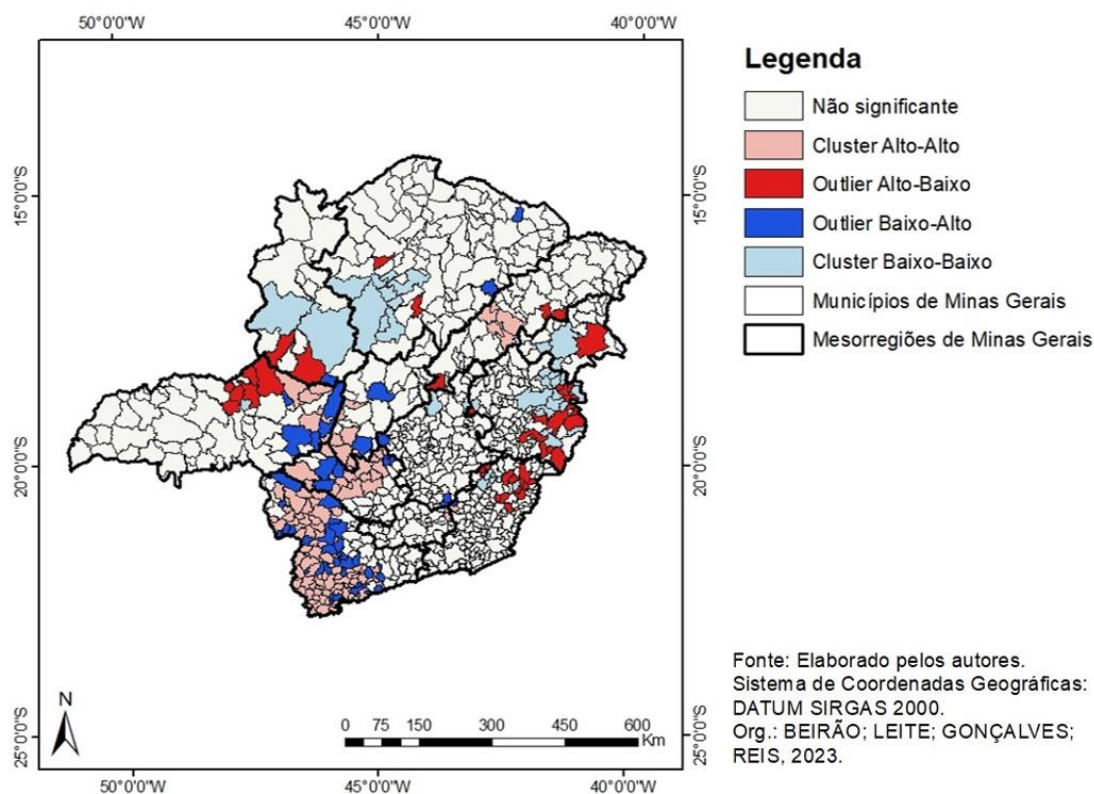 50°0'0"W
45°0'0"W
40°0'0"W
15°0'0"S
15°0'0"S
20°0'0"S
20°0'0"S
25°0'0"S
25°0'0"S
N
0 75 150 300 450 600
Km
50°0'0"W
45°0'0"W
40°0'0"W
Legenda
Não significante
Cluster Alto-Alto
Outlier Alto-Baixo
Outlier Baixo-Alto
Cluster Baixo-Baixo
Municípios de Minas Gerais
Mesorregiões de Minas Gerais
Fonte: Elaborado pelos autores.
Sistema de Coordenadas Geográficas:
DATUM SIRGAS 2000.
Org.: BEIRÃO; LEITE; GONÇALVES;
REIS, 2023.